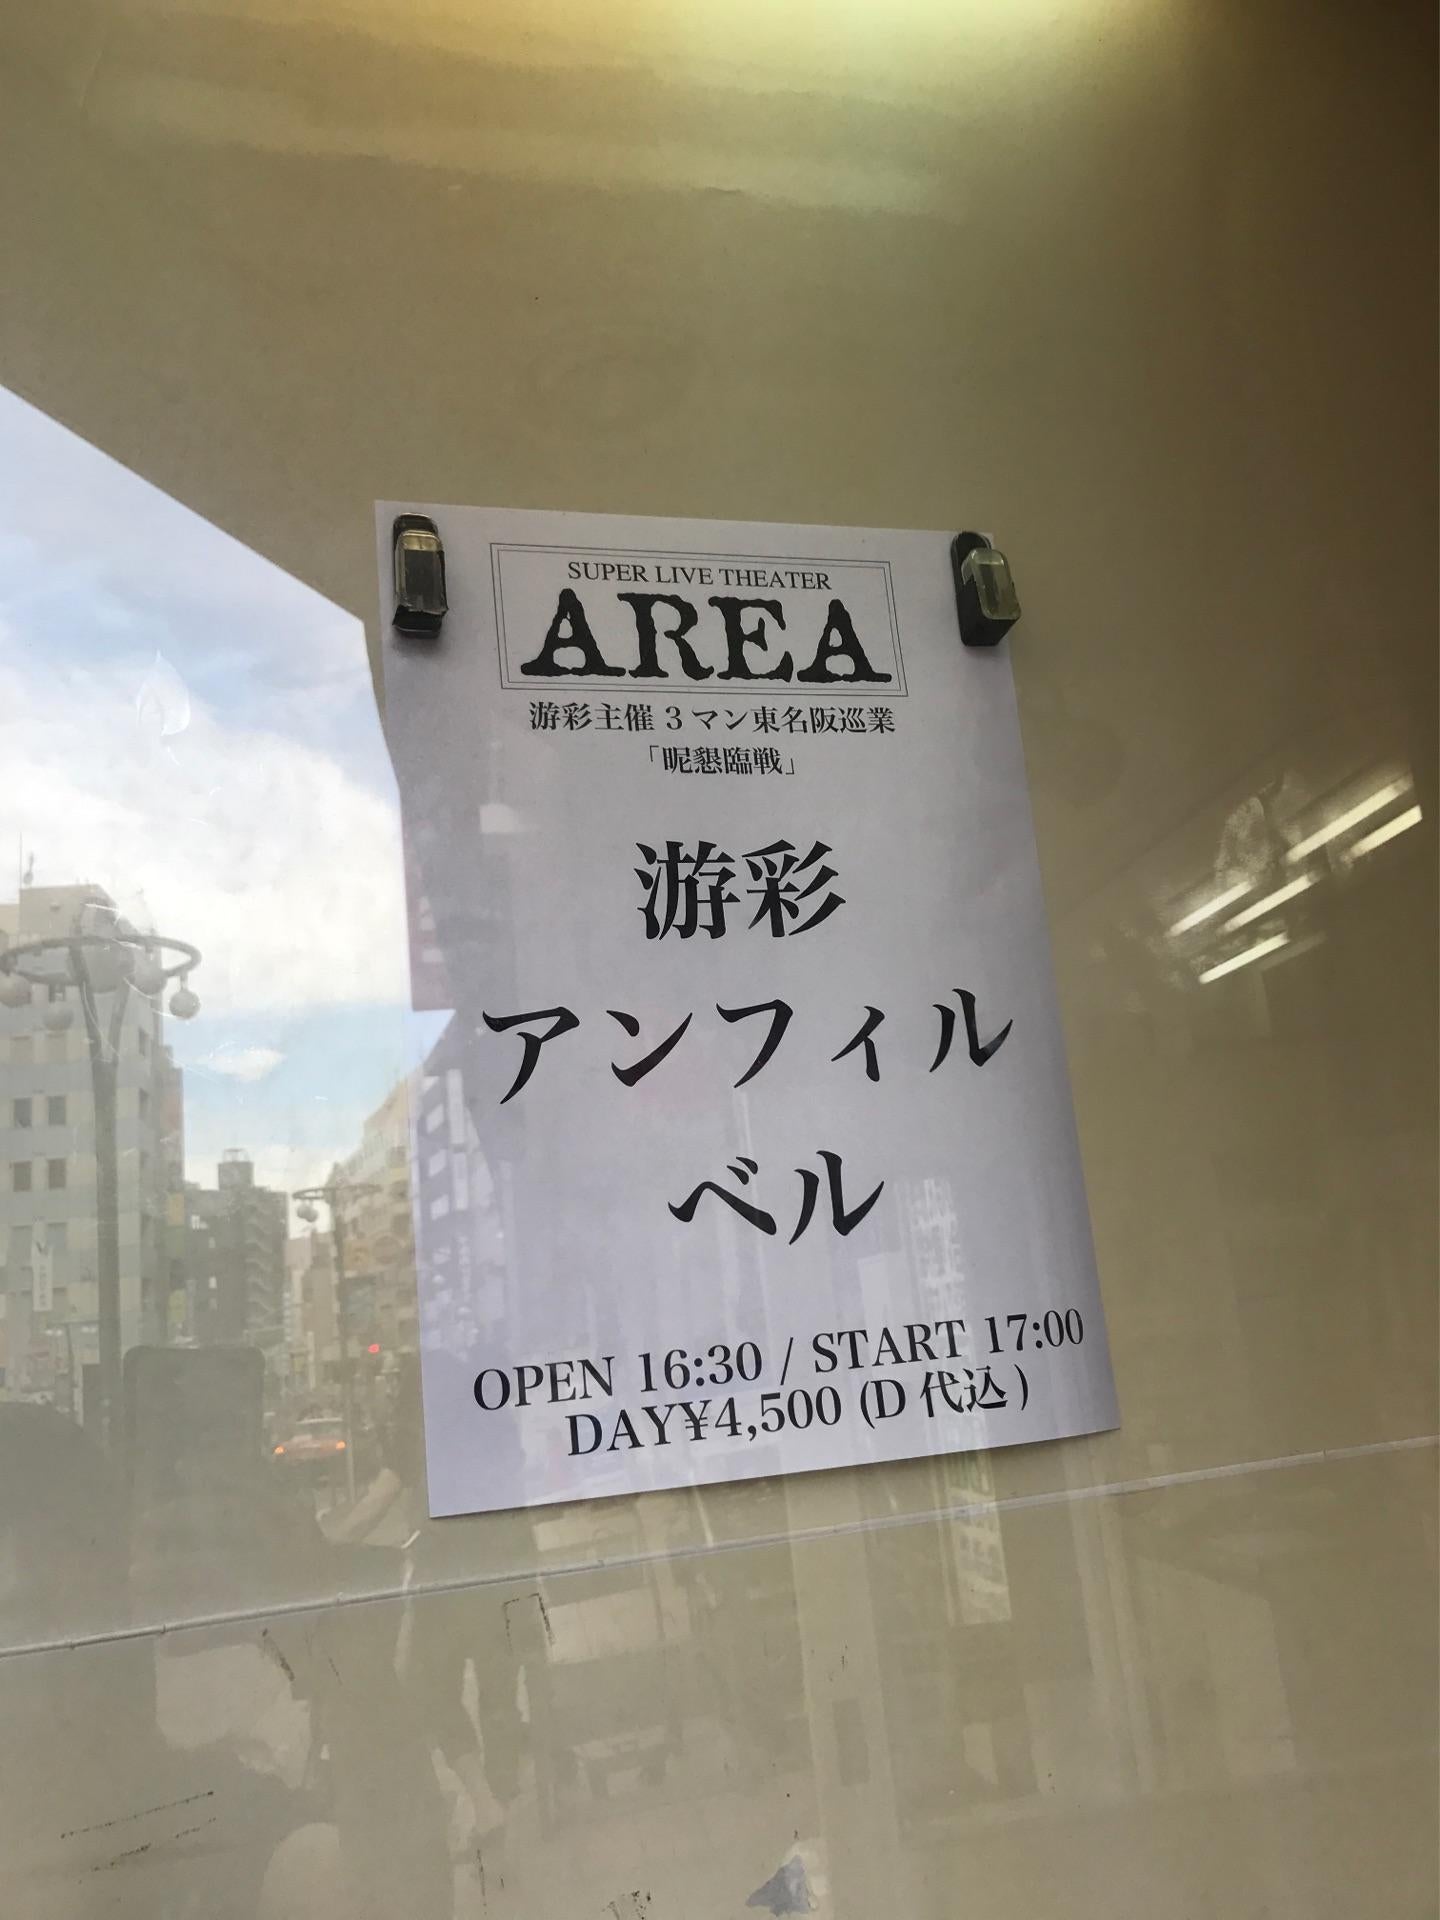 SUPER LIVE THEATER
AREA
游彩主催 3 マン東名阪巡業
「昵懇臨戦」
游彩
アンフィル
ベル
OPEN 16:30 / START 17:00
DAY¥4,500 (D 代込)